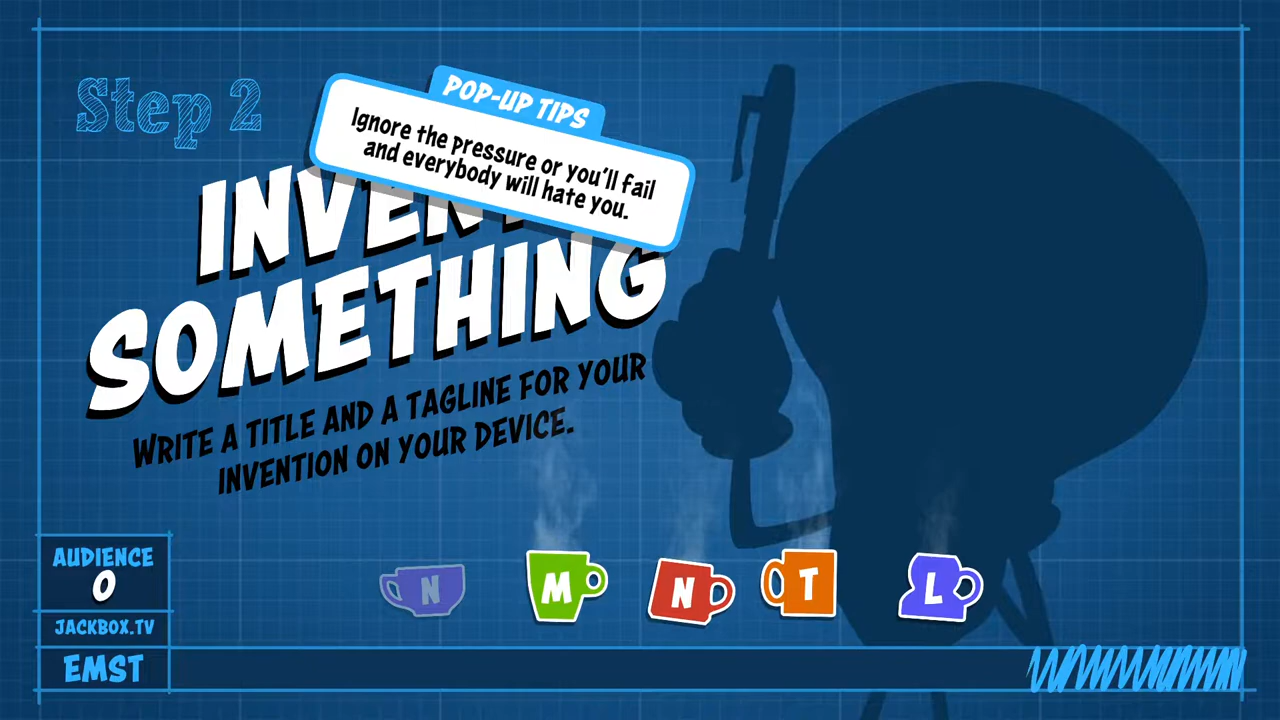 Step 2
POP-UP TIPS
Ignore the pressure or you'll fail
and everybody will hate you.
INVENT
SOMETHING
WRITE A TITLE AND A TAGLINE FOR YOUR
INVENTION ON YOUR DEVICE.
N M N T L
AUDIENCE
0
JACKBOX.TV
EMST